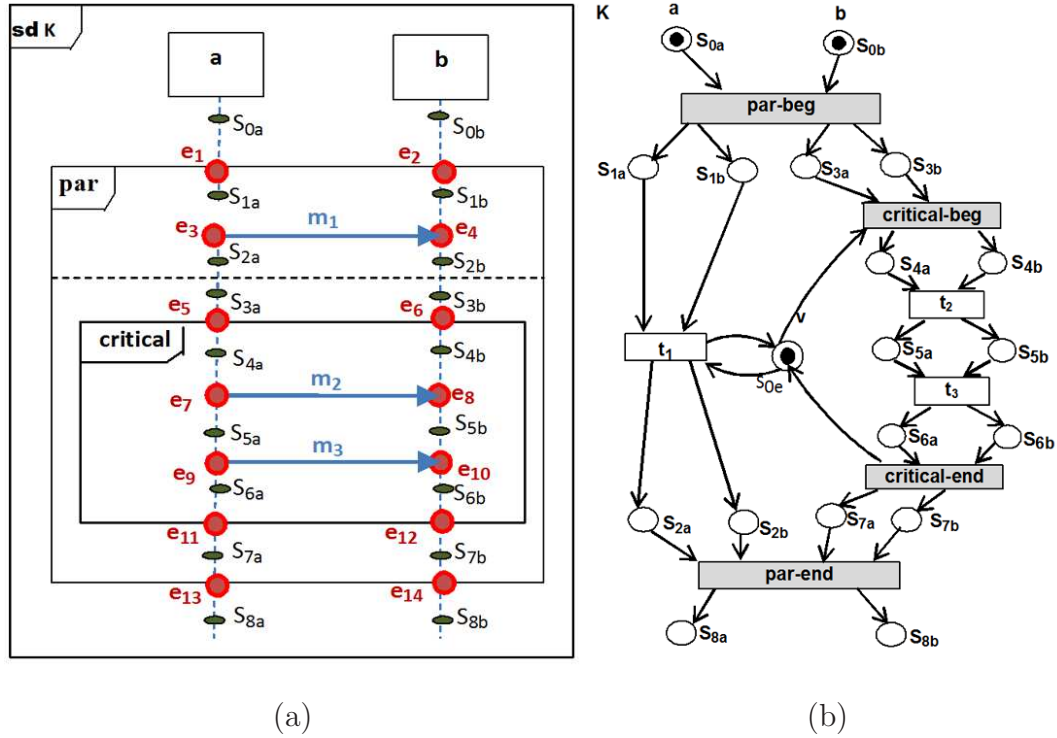 sd K
a
b
S0a
S0b
e1
e2
par
S1a
S1b
e3
m1
e4
S2a
S2b
S3a
S3b
e5
e6
critical
S4a
S4b
e7
m2
e8
S5a
S5b
e9
m3
e10
S6a
S6b
e11
e12
S7a
S7b
e13
e14
S8a
S8b
(a)
K
a
b
S0a
S0b
par-beg
S1a
S1b
S3a
S3b
critical-beg
S4a
S4b
t2
v
t1
S0e
S5a
S5b
t3
S6a
S6b
critical-end
S2a
S2b
S7a
S7b
par-end
S8a
S8b
(b)